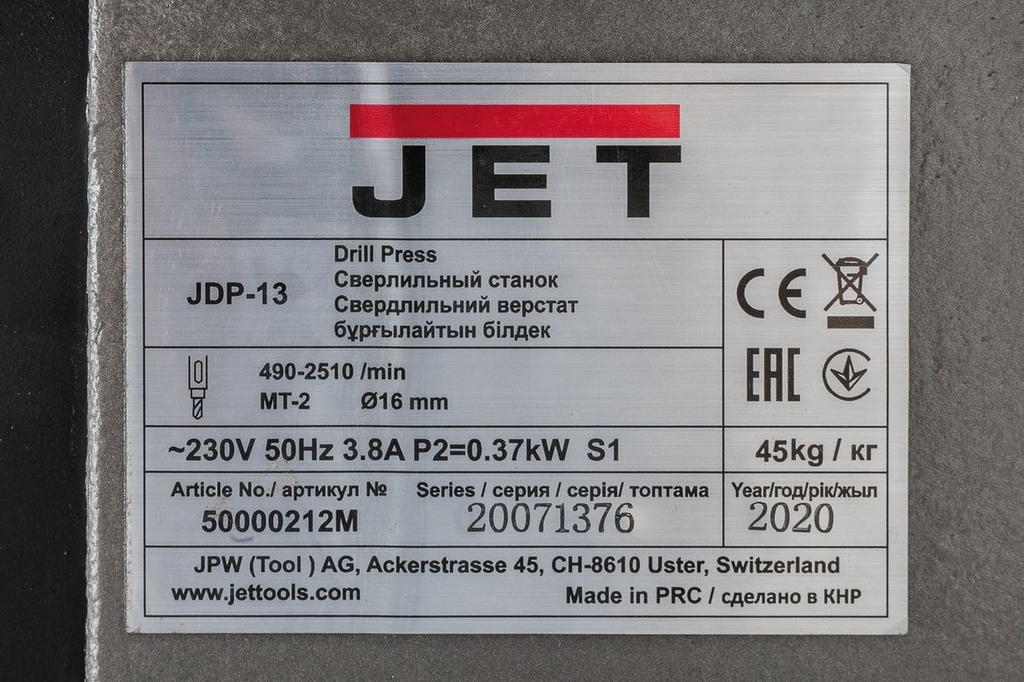 JET
JDP-13
Drill Press
Сверлильный станок
Свердлильний верстат
бұрғылайтын білдек
490-2510 /min
MT-2 Ø16 mm
CE
EAC
~230V 50Hz 3.8A P2=0.37kW S1
45kg / кг
Article No./ артикул № Series / серия / серія/ топтама Year/год/рік/жыл
50000212M 20071376 2020
JPW (Tool ) AG, Ackerstrasse 45, CH-8610 Uster, Switzerland
www.jettools.com Made in PRC / сделано в КНР